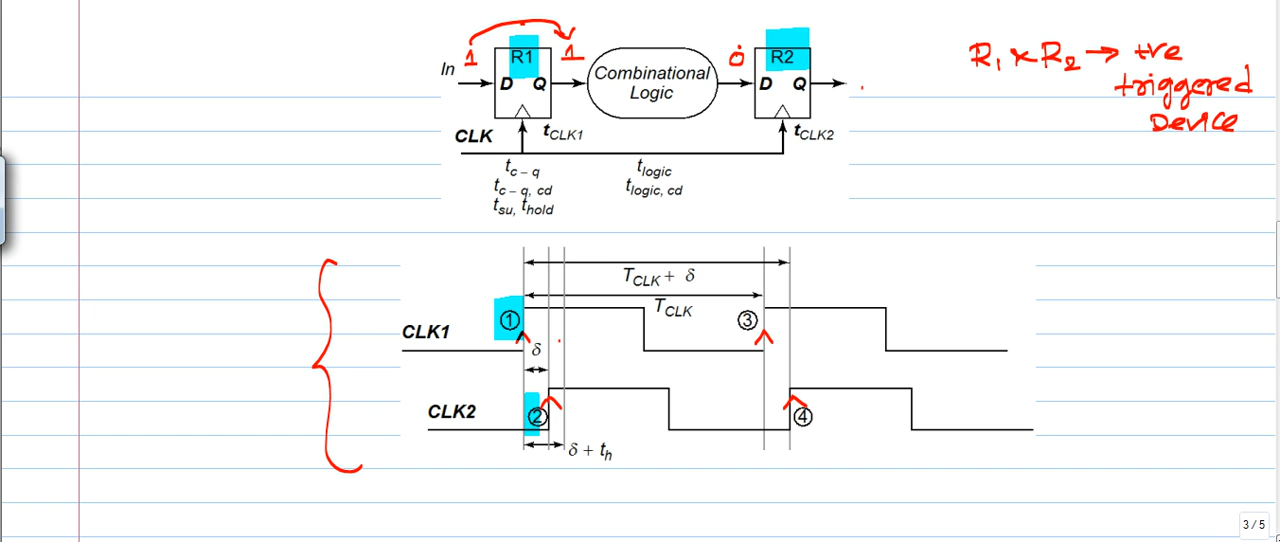 1 1
R1
In
D Q
Combinational
Logic
0
R2
D Q
CLK
tCLK1
tCLK2
tc - q
tc - q, cd
tsu, thold
tlogic
tlogic, cd
R1 x R2 → +ve
triggered
Device
TCLK + δ
TCLK
CLK1
①
③
δ
CLK2
②
④
δ + th
3 / 5